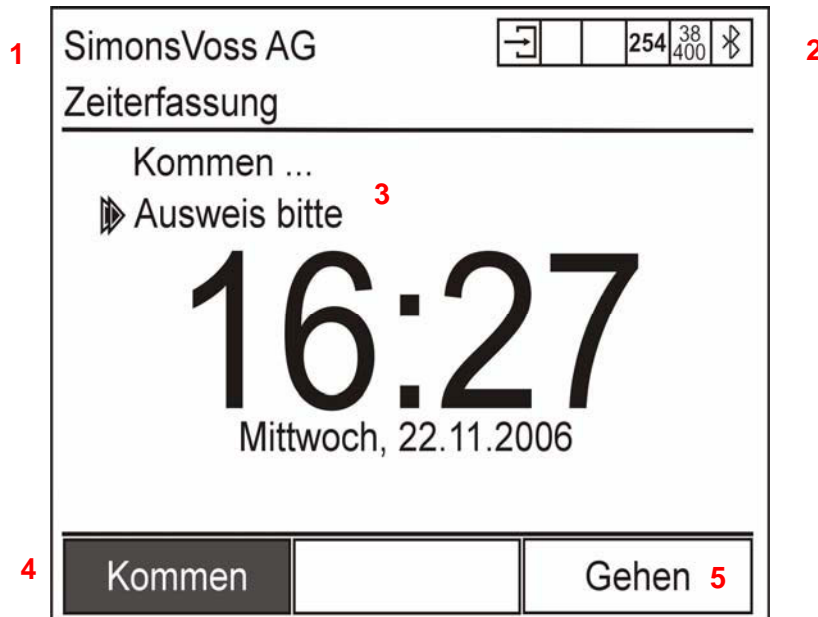 1 SimonsVoss AG 254 38 400 2
Zeiterfassung
Kommen ...
Ausweis bitte 3
16:27
Mittwoch, 22.11.2006
4 Kommen Gehen 5